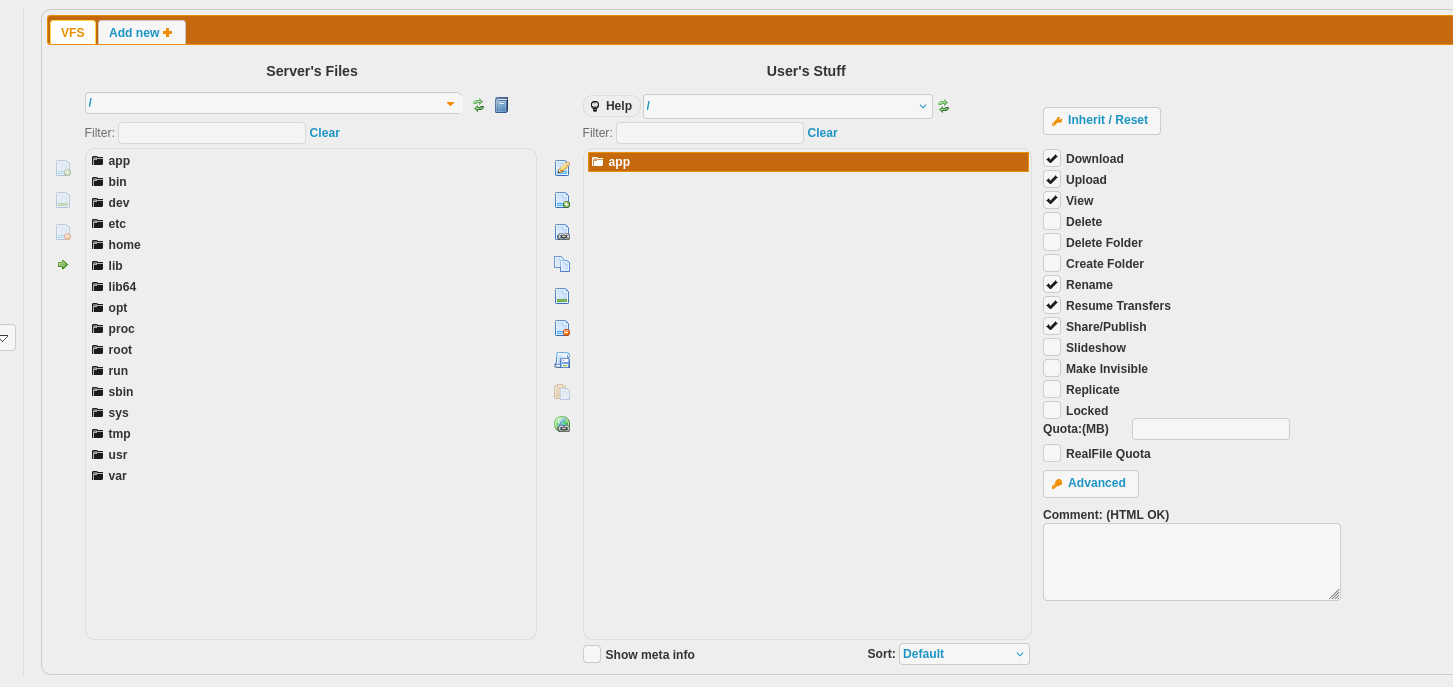 VFS
Add new
Server's Files
/
Filter:
Clear
app
bin
dev
etc
home
lib
lib64
opt
proc
root
run
sbin
sys
tmp
usr
var
User's Stuff
Help
/
Filter:
Clear
app
Show meta info
Sort: Default
Inherit / Reset
Download
Upload
View
Delete
Delete Folder
Create Folder
Rename
Resume Transfers
Share/Publish
Slideshow
Make Invisible
Replicate
Locked
Quota:(MB)
RealFile Quota
Advanced
Comment: (HTML OK)